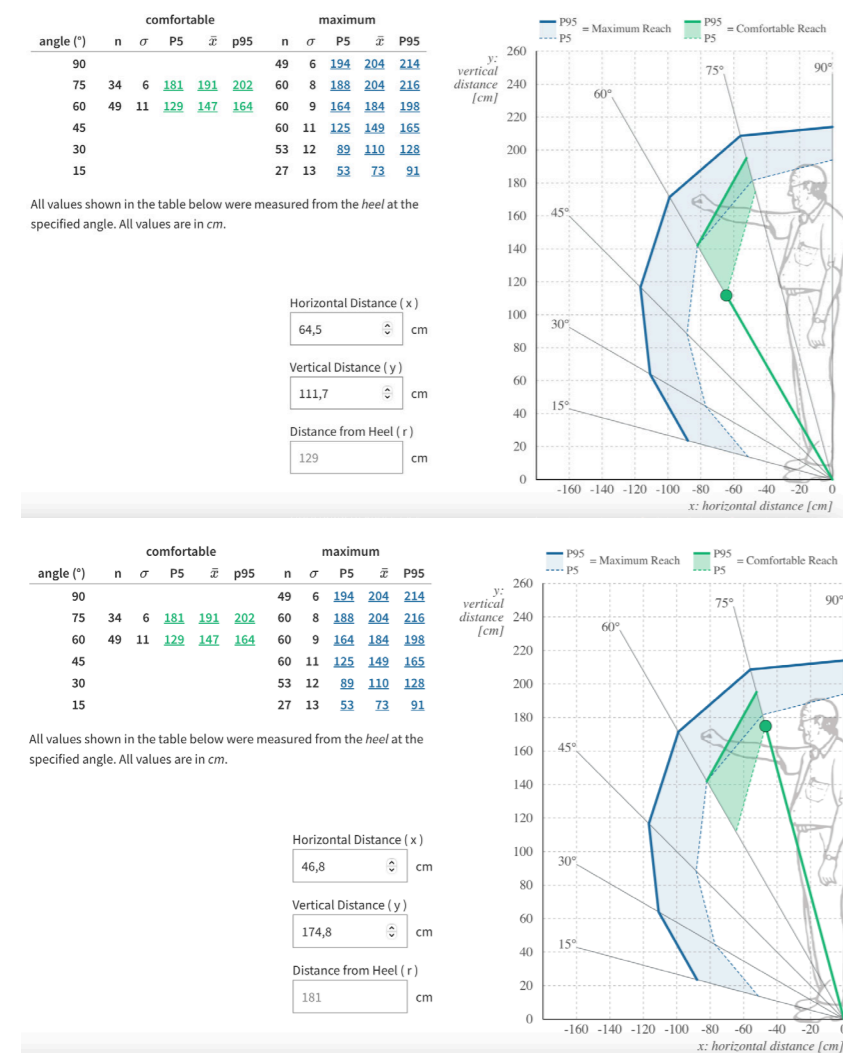 comfortable maximum
angle (°) n σ P5 x̄ p95 n σ P5 x̄ P95
90 49 6 194 204 214
75 34 6 181 191 202 60 8 188 204 216
60 49 11 129 147 164 60 9 164 184 198
45 60 11 125 149 165
30 53 12 89 110 128
15 27 13 53 73 91
All values shown in the table below were measured from the heel at the
specified angle. All values are in cm.
Horizontal Distance ( x )
64,5 cm
Vertical Distance ( y )
111,7 cm
Distance from Heel ( r )
129 cm
P95 = Maximum Reach P95 = Comfortable Reach
P5 P5
y:
vertical
distance
[cm]
260
240
220
200
180
160
140
120
100
80
60
40
20
0
90°
75°
60°
45°
30°
15°
-160 -140 -120 -100 -80 -60 -40 -20 0
x: horizontal distance [cm]
comfortable maximum
angle (°) n σ P5 x̄ p95 n σ P5 x̄ P95
90 49 6 194 204 214
75 34 6 181 191 202 60 8 188 204 216
60 49 11 129 147 164 60 9 164 184 198
45 60 11 125 149 165
30 53 12 89 110 128
15 27 13 53 73 91
All values shown in the table below were measured from the heel at the
specified angle. All values are in cm.
Horizontal Distance ( x )
46,8 cm
Vertical Distance ( y )
174,8 cm
Distance from Heel ( r )
181 cm
P95 = Maximum Reach P95 = Comfortable Reach
P5 P5
y:
vertical
distance
[cm]
260
240
220
200
180
160
140
120
100
80
60
40
20
0
90°
75°
60°
45°
30°
15°
-160 -140 -120 -100 -80 -60 -40 -20 0
x: horizontal distance [cm]